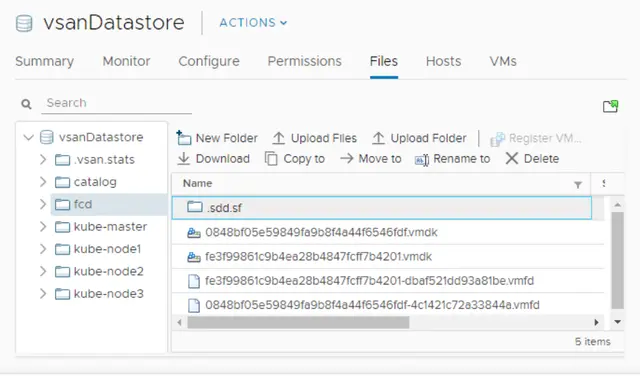 vsanDatastore ACTIONS
Summary Monitor Configure Permissions Files Hosts VMs
Search
vsanDatastore
.vsan.stats
catalog
fcd
kube-master
kube-node1
kube-node2
kube-node3
New Folder Upload Files Upload Folder Register VM...
Download Copy to Move to Rename to Delete
Name
.sdd.sf
0848bf05e59849fa9b8f4a44f6546fdf.vmdk
fe3f99861c9b4ea28b4847fcff7b4201.vmdk
fe3f99861c9b4ea28b4847fcff7b4201-dbaf521dd93a81be.vmfd
0848bf05e59849fa9b8f4a44f6546fdf-4c1421c72a33844a.vmfd
5 items